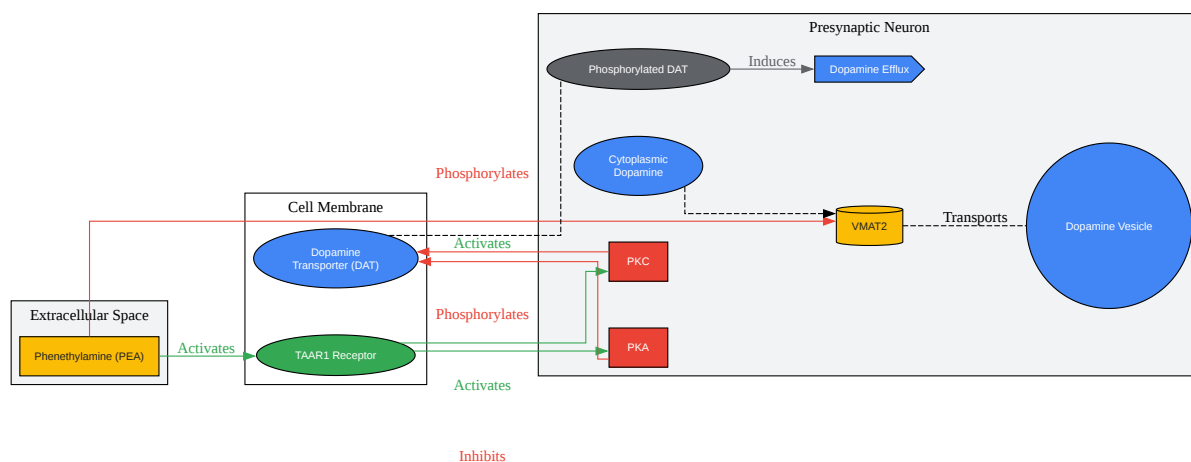 Presynaptic Neuron
Phosphorylated DAT
Induces
Dopamine Efflux
Cytoplasmic
Dopamine
Phosphorylates
Cell Membrane
VMAT2
Transports
Dopamine Vesicle
Dopamine
Transporter (DAT)
Activates
PKC
Extracellular Space
Phosphorylates
Phenethylamine (PEA)
Activates
TAAR1 Receptor
PKA
Activates
Inhibits